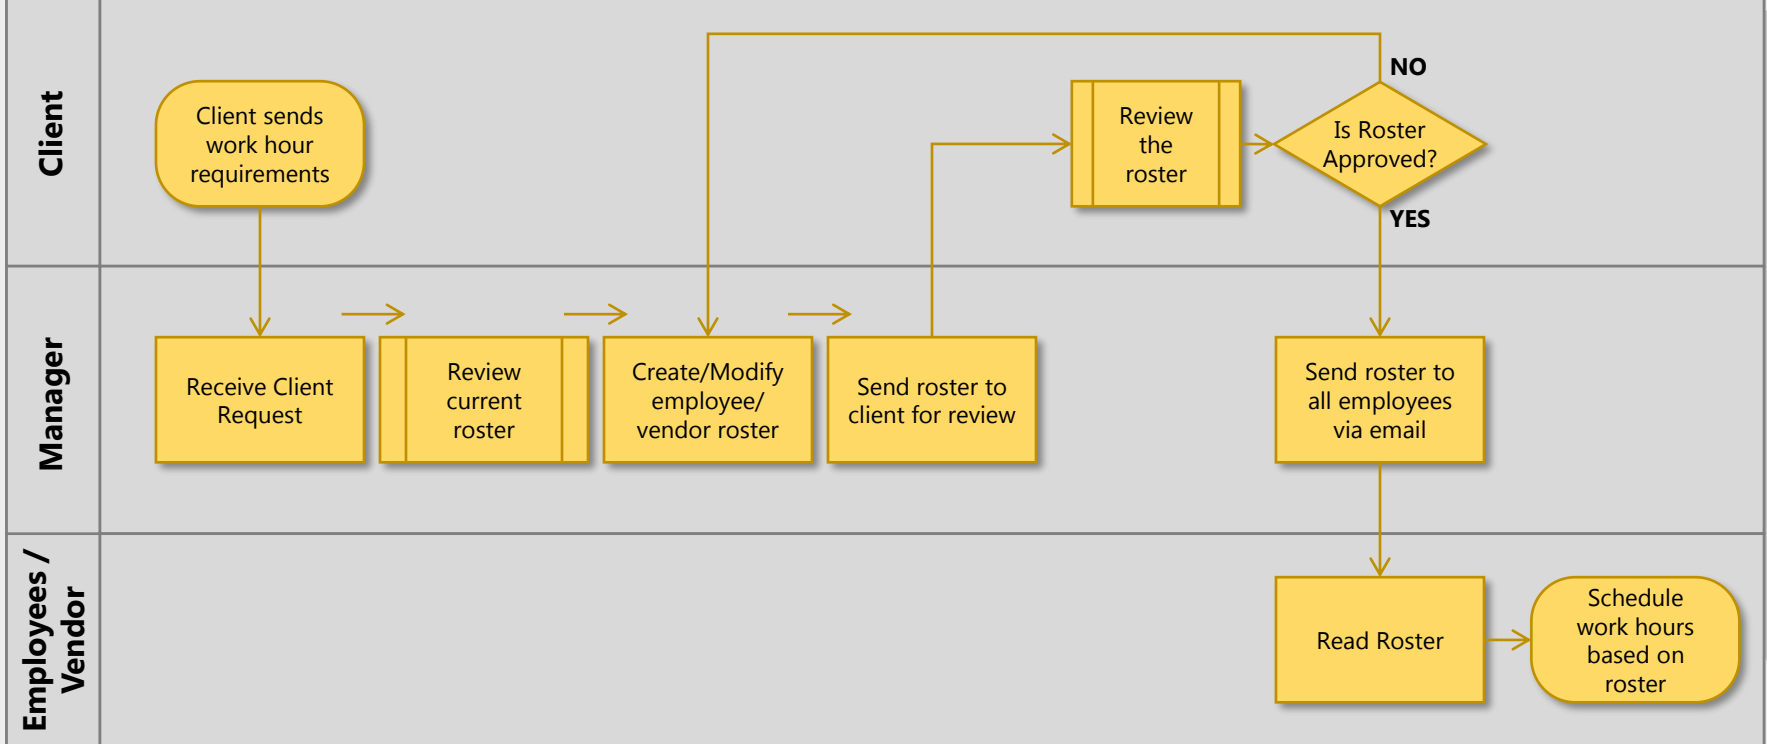 Client
Client sends
work hour
requirements
Review
the
roster
Is Roster
Approved?
NO
YES
Manager
Receive Client
Request
Review
current
roster
Create/Modify
employee/
vendor roster
Send roster to
client for review
Send roster to
all employees
via email
Employees /
Vendor
Read Roster
Schedule
work hours
based on
roster